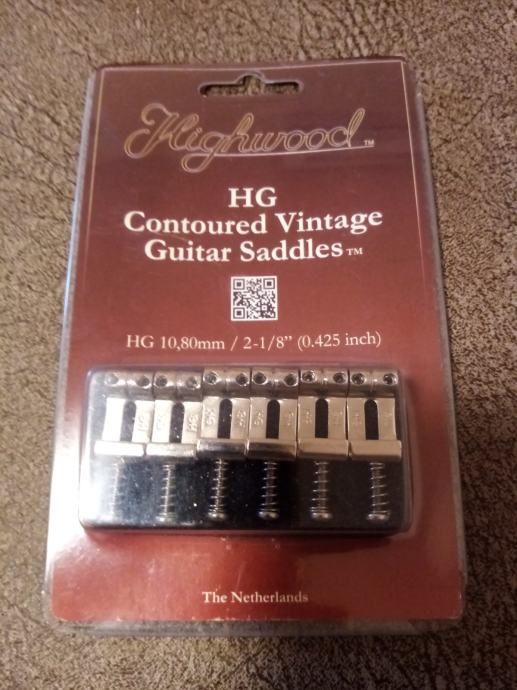 Highwood™
HG
Contoured Vintage
Guitar Saddles™
HG 10,80mm / 2-1/8” (0.425 inch)
The Netherlands